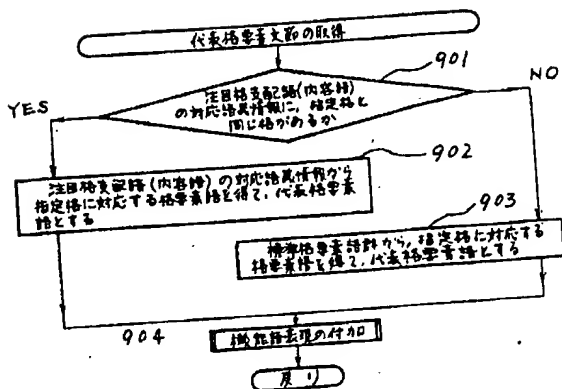 代表格要素文節の取得
901
注目格支配語(内容語)
の対応語義情報に、指定格と
同じ格があるか
YES
NO
902
注目格支配語(内容語)の対応語義情報から
指定格に対応する格要素語を得て、代表格要素
語とする
903
標準格要素語群から、指定格に対応する
格要素語を得て、代表格要素語とする
904
機能語表現の付加
戻り